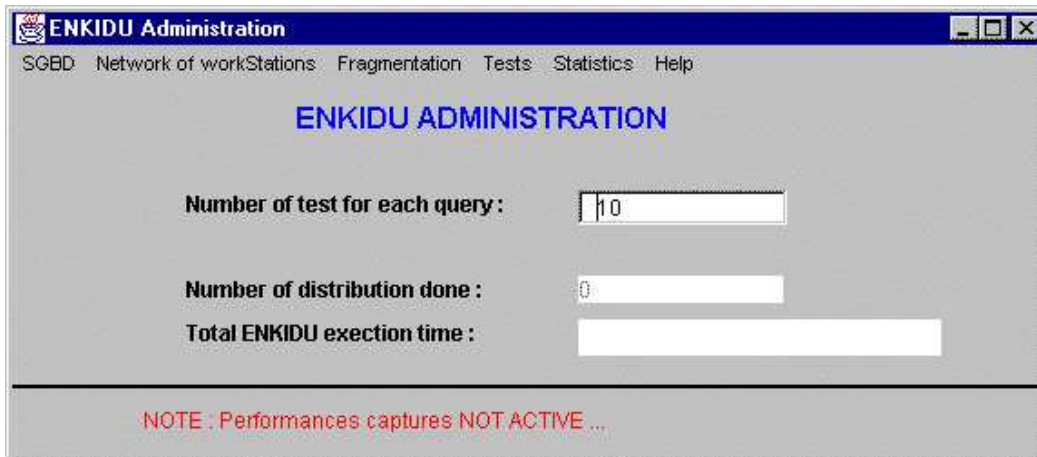 ENKIDU Administration
SGBD Network of workStations Fragmentation Tests Statistics Help
ENKIDU ADMINISTRATION
Number of test for each query : 10
Number of distribution done : 0
Total ENKIDU exection time :
NOTE : Performances captures NOT ACTIVE ...